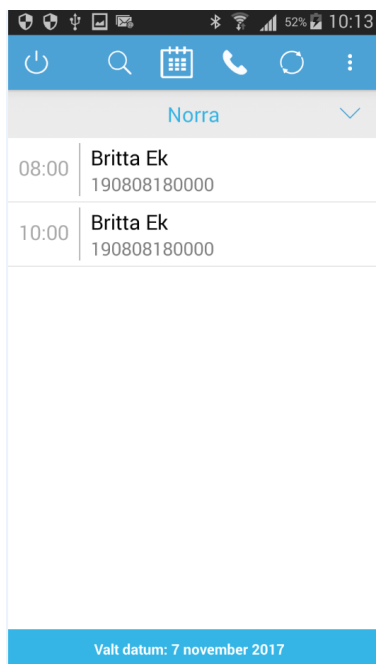 52% 10:13
Norra
08:00 Britta Ek
190808180000
10:00 Britta Ek
190808180000
Valt datum: 7 november 2017